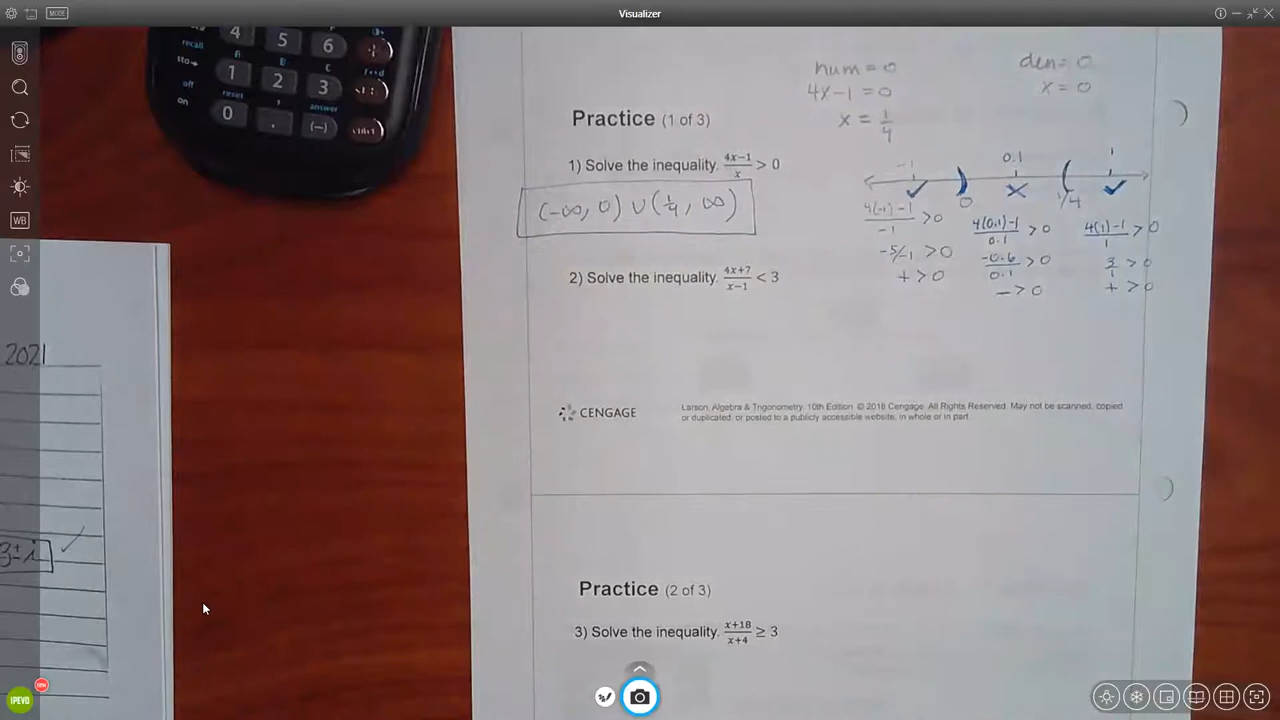 MODE
Visualizer
4 5 6
recall
sto→
1 2 3
off
on
reset
answer
0 . (−)
2021
3±i ✓
num = 0
4x−1 = 0
x = 1/4
den = 0
x = 0
Practice (1 of 3)
1) Solve the inequality. (4x−1)/x > 0
(−∞, 0) ∪ (1/4, ∞)
−1 0.1 1
0 1/4
(4(−1)−1)/−1 > 0
−5/−1 > 0
+ > 0
(4(0.1)−1)/0.1 > 0
−0.6/0.1 > 0
− > 0
(4(1)−1)/1 > 0
3/1 > 0
+ > 0
2) Solve the inequality. (4x+7)/(x−1) < 3
CENGAGE
Larson, Algebra & Trigonometry, 10th Edition. © 2018 Cengage. All Rights Reserved. May not be scanned, copied
or duplicated, or posted to a publicly accessible website, in whole or in part.
Practice (2 of 3)
3) Solve the inequality. (x+18)/(x+4) ≥ 3
WB
new
IPEVO